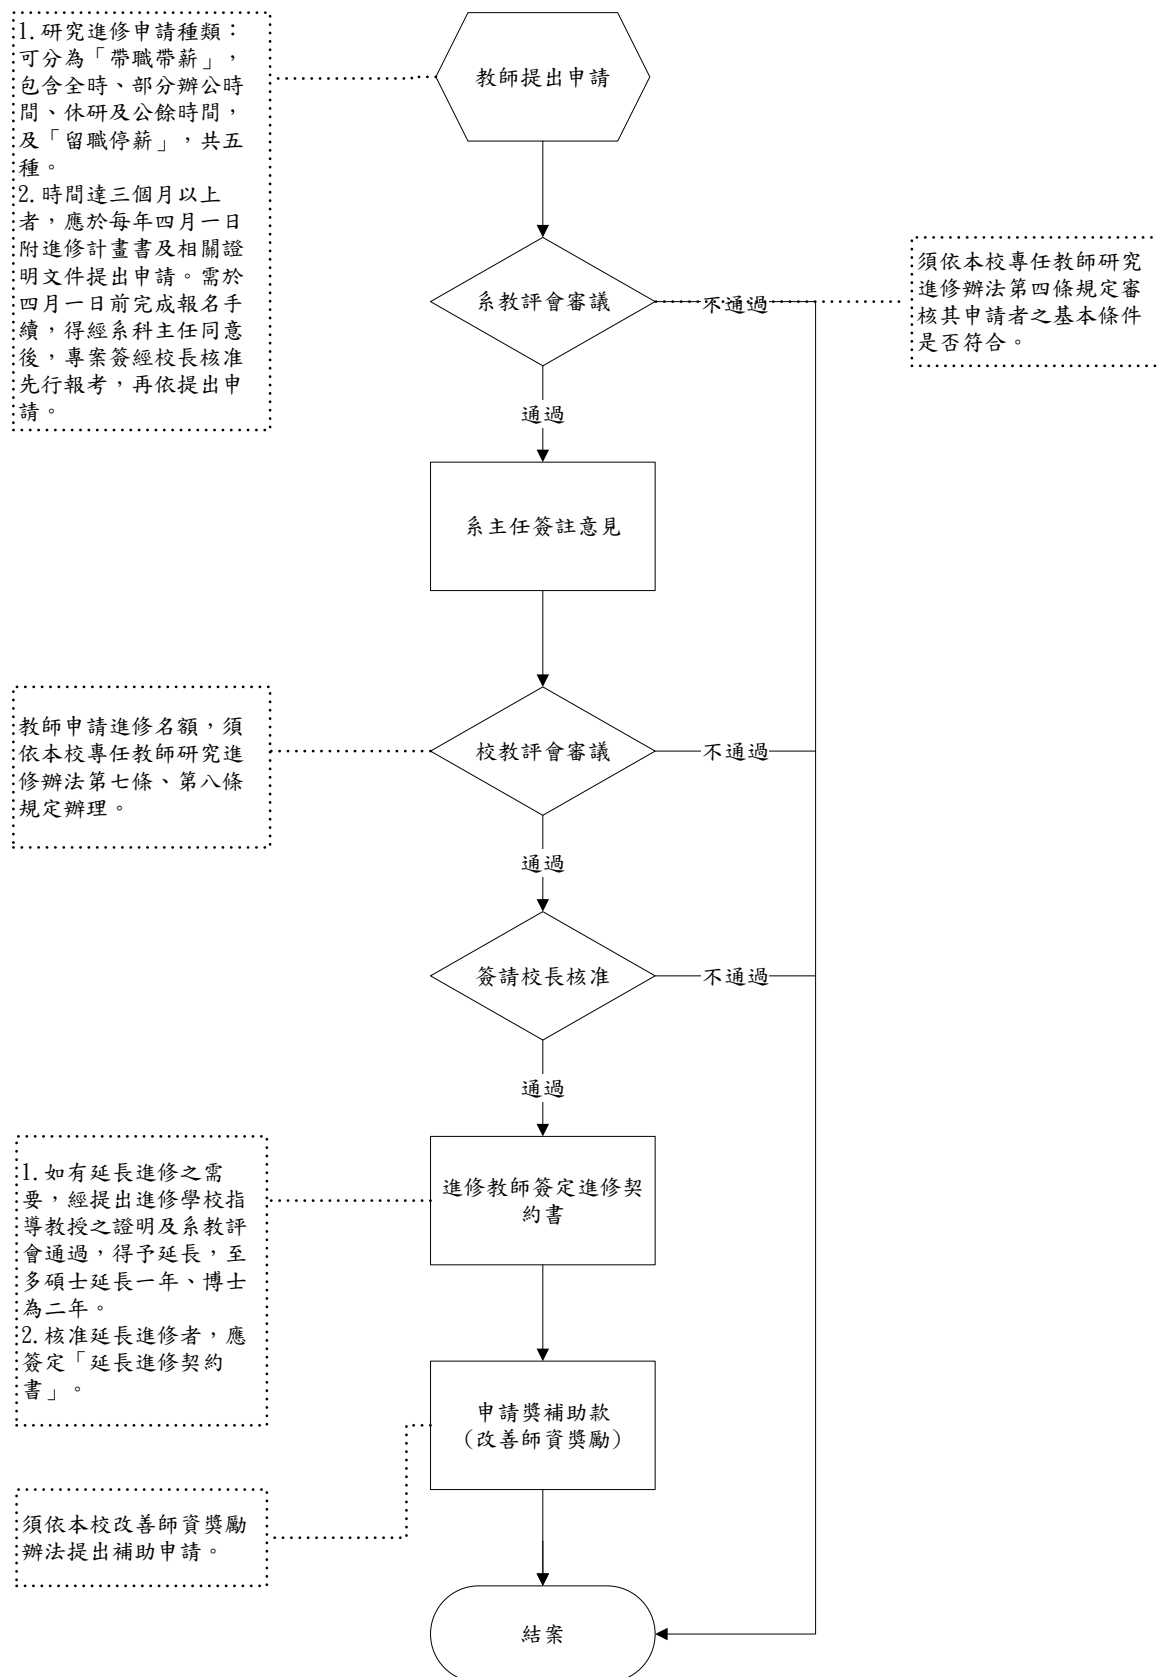 1.研究進修申請種類：
可分為「帶職帶薪」，
包含全時、部分辦公時
間、休研及公餘時間，
及「留職停薪」，共五
種。
2.時間達三個月以上
者，應於每年四月一日
附進修計畫書及相關證
明文件提出申請。需於
四月一日前完成報名手
續，得經系科主任同意
後，專案簽經校長核准
先行報考，再依提出申
請。
教師提出申請
系教評會審議
不通過
須依本校專任教師研究
進修辦法第四條規定審
核其申請者之基本條件
是否符合。
通過
系主任簽註意見
教師申請進修名額，須
依本校專任教師研究進
修辦法第七條、第八條
規定辦理。
校教評會審議
不通過
通過
簽請校長核准
不通過
通過
1.如有延長進修之需
要，經提出進修學校指
導教授之證明及系教評
會通過，得予延長，至
多碩士延長一年、博士
為二年。
2.核准延長進修者，應
簽定「延長進修契約
書」。
進修教師簽定進修契
約書
申請獎補助款
(改善師資獎勵)
須依本校改善師資獎勵
辦法提出補助申請。
結案